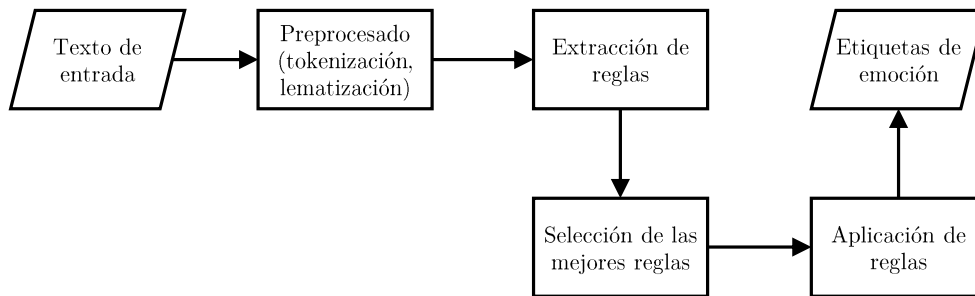 Texto de
entrada
Preprocesado
(tokenización,
lematización)
Extracción de
reglas
Selección de las
mejores reglas
Aplicación de
reglas
Etiquetas de
emoción